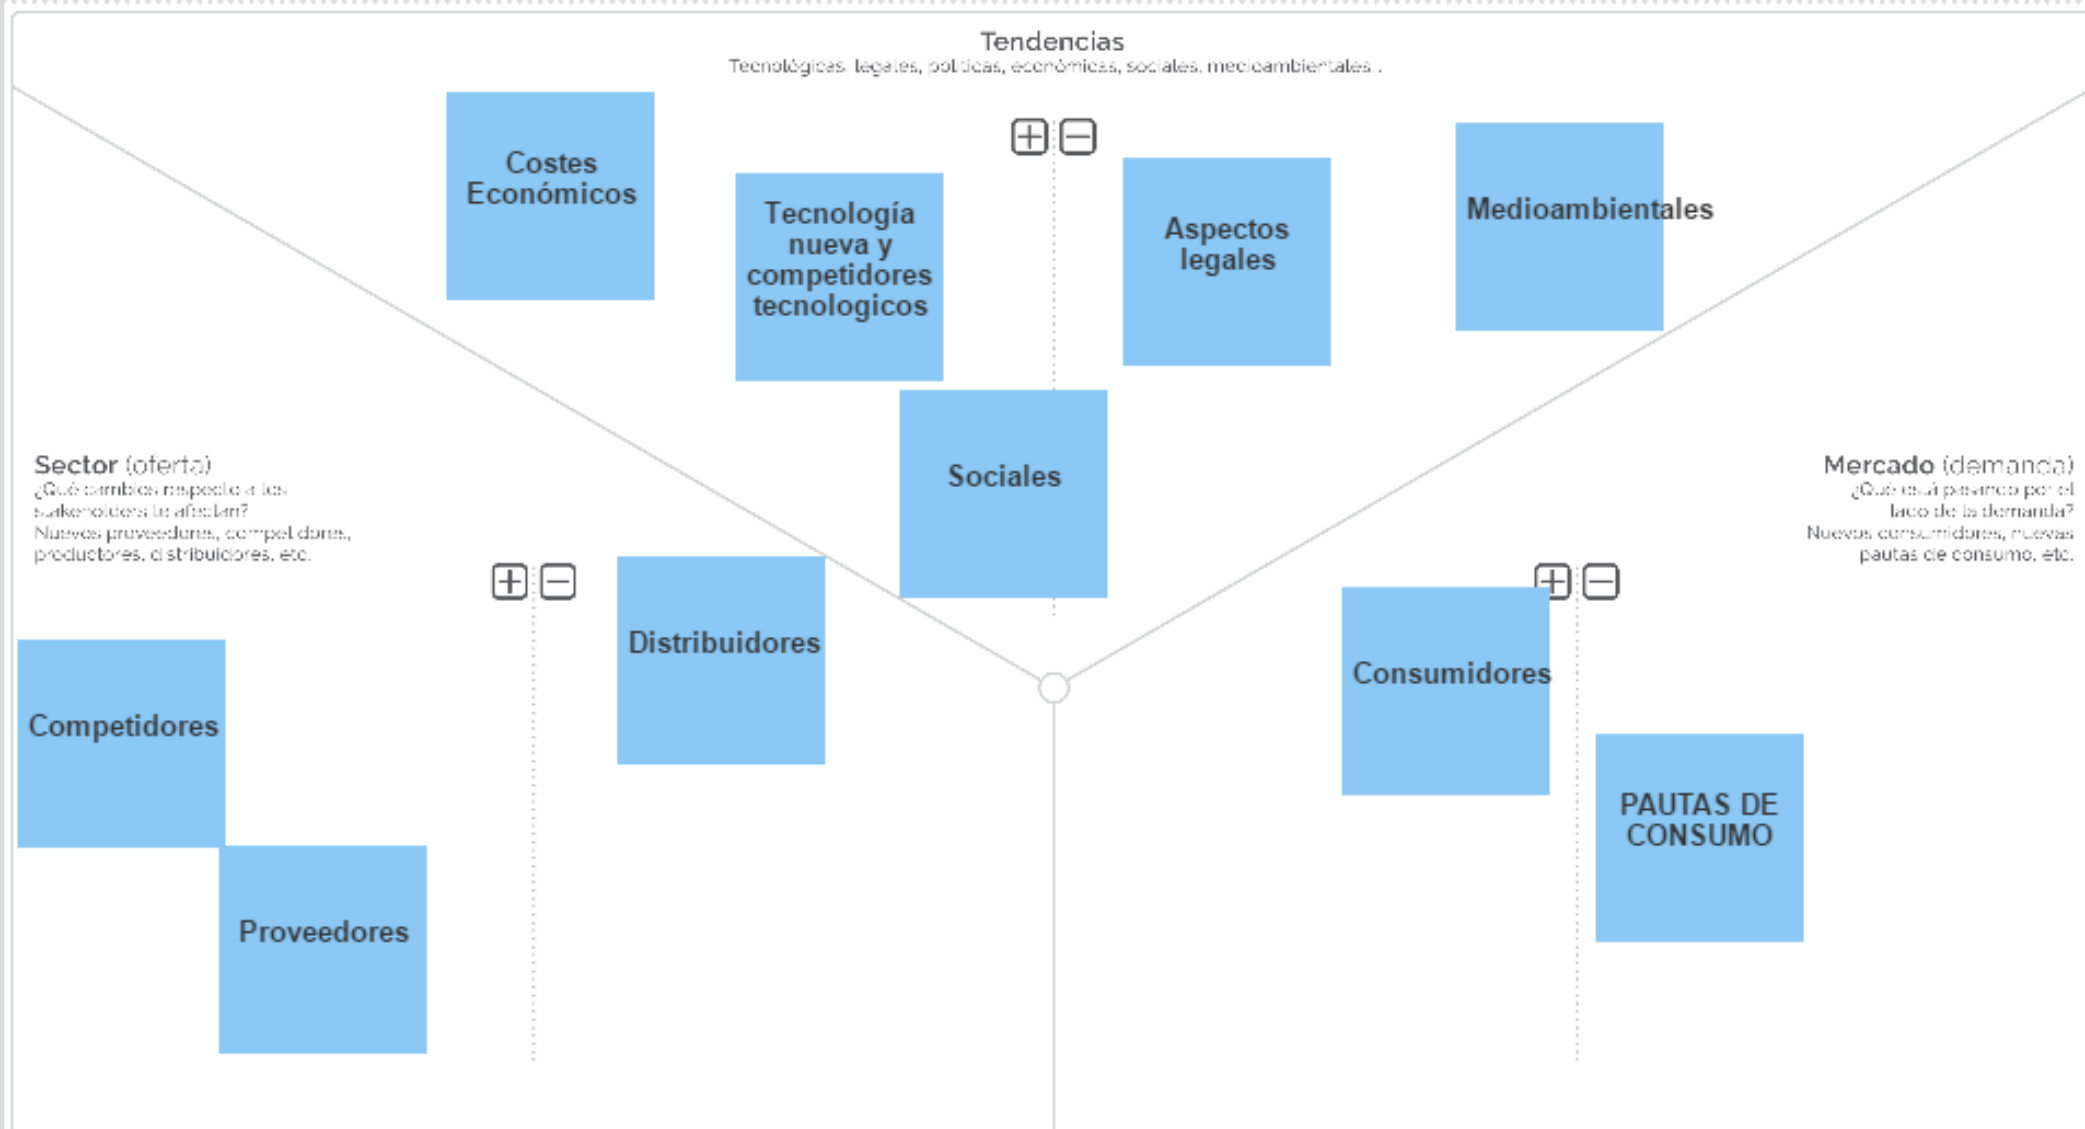 Tendencias
Tecnológicas, legales, políticas, económicas, sociales, medioambientales...
Costes
Económicos
Tecnología
nueva y
competidores
tecnologicos
Aspectos
legales
Medioambientales
Sociales
Sector (oferta)
¿Qué cambios respecto a los
stakeholders te afectan?
Nuevos proveedores, competidores,
productores, distribuidores, etc.
Mercado (demanda)
¿Qué está pasando por el
lado de la demanda?
Nuevos consumidores, nuevas
pautas de consumo, etc.
Distribuidores
Competidores
Proveedores
Consumidores
PAUTAS DE
CONSUMO